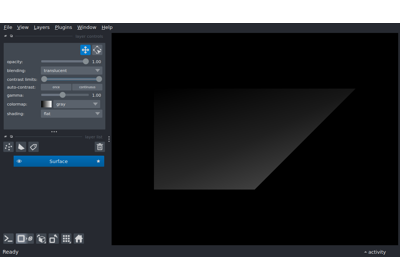 File View Layers Plugins Window Help
opacity: 1.00
blending: translucent
contrast limits:
auto-contrast: once continuous
gamma: 1.00
colormap: gray
shading: flat
Surface
Ready
activity